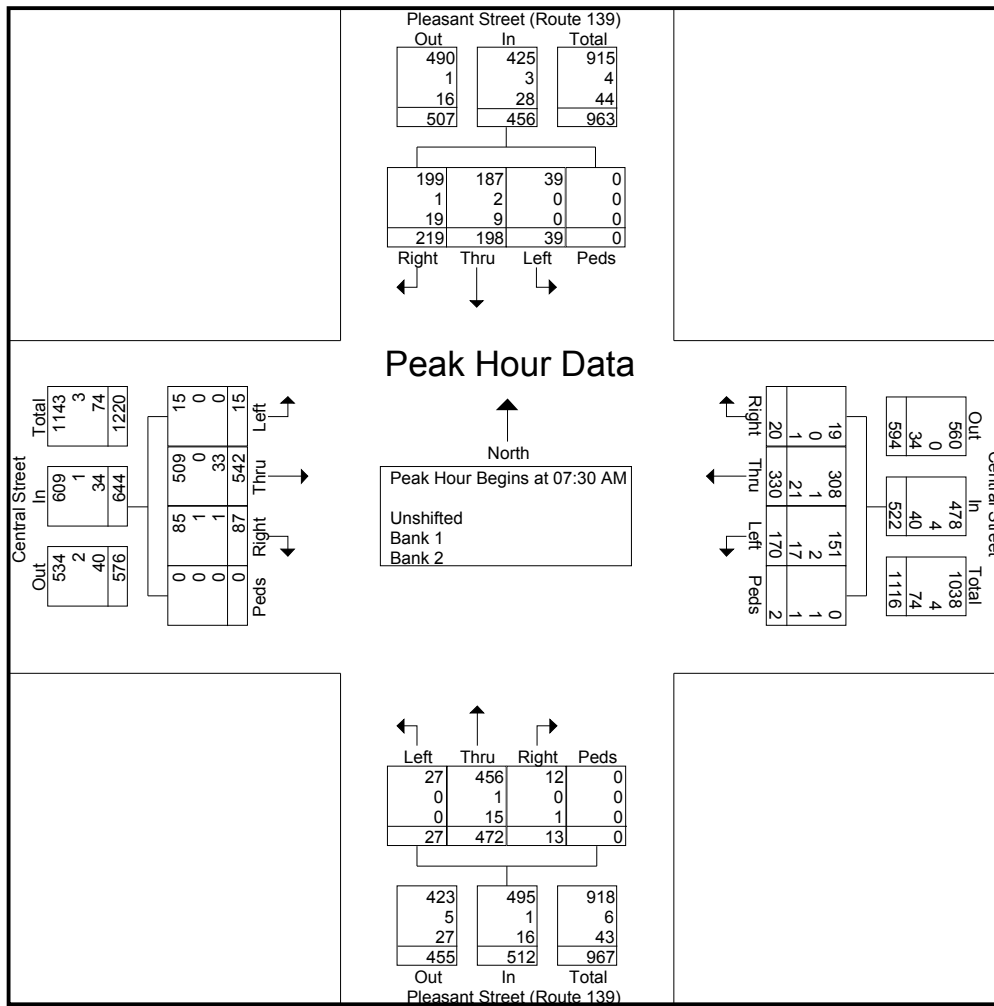 Pleasant Street (Route 139)
Out In Total
490 425 915
1 3 4
16 28 44
507 456 963
199 187 39 0
1 2 0 0
19 9 0 0
219 198 39 0
Right Thru Left Peds
Peak Hour Data
North
Peak Hour Begins at 07:30 AM
Unshifted
Bank 1
Bank 2
Central Street
Out In Total
534 609 1143
2 1 3
40 34 74
576 644 1220
85 509 15
0 85 509 15
0 1 0 0
0 1 33 0
0 87 542 15
Peds Right Thru Left
Central Street
Out In Total
560 478 1038
0 4 4
34 40 74
594 522 1116
19 308 151 0
0 1 2 1
1 21 17 1
20 330 170 2
Right Thru Left Peds
Left Thru Right Peds
27 456 12 0
0 1 0 0
0 15 1 0
27 472 13 0
423 495 918
5 1 6
27 16 43
455 512 967
Out In Total
Pleasant Street (Route 139)